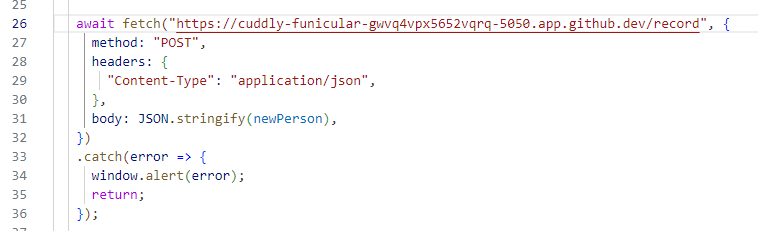 25
26 await fetch("https://cuddly-funicular-gwvq4vpx5652vqrq-5050.app.github.dev/record", {
27 method: "POST",
28 headers: {
29 "Content-Type": "application/json",
30 },
31 body: JSON.stringify(newPerson),
32 })
33 .catch(error => {
34 window.alert(error);
35 return;
36 });